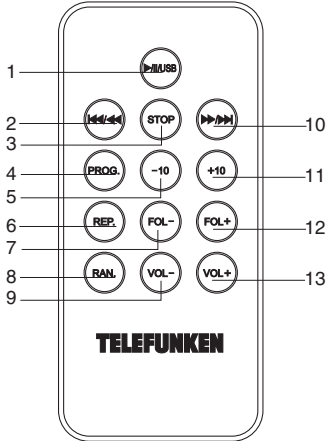 1 ▶/II/USB
2 |◀◀/◀◀ STOP ▶▶/▶▶| 10
3
4 PROG. −10 +10
5 11
6 REP. FOL− FOL+
7 12
8 RAN. VOL− VOL+ 13
9
TELEFUNKEN